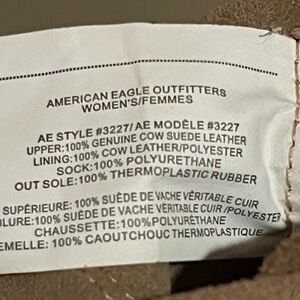 AMERICAN EAGLE OUTFITTERS
WOMEN'S/FEMMES
AE STYLE #3227/ AE MODÈLE #3227
UPPER:100% GENUINE COW SUEDE LEATHER
LINING:100% COW LEATHER/POLYESTER
SOCK:100% POLYURETHANE
OUT SOLE:100% THERMOPLASTIC RUBBER
SUPÉRIEURE: 100% SUÈDE DE VACHE VÉRITABLE CUIR
BLURE:100% SUÈDE DE VACHE VÉRITABLE CUIR /POLYESTER
CHAUSSETTE:100%POLYURÉTHANE
EMELLE: 100% CAOUTCHOUC THERMOPLASTIQUE